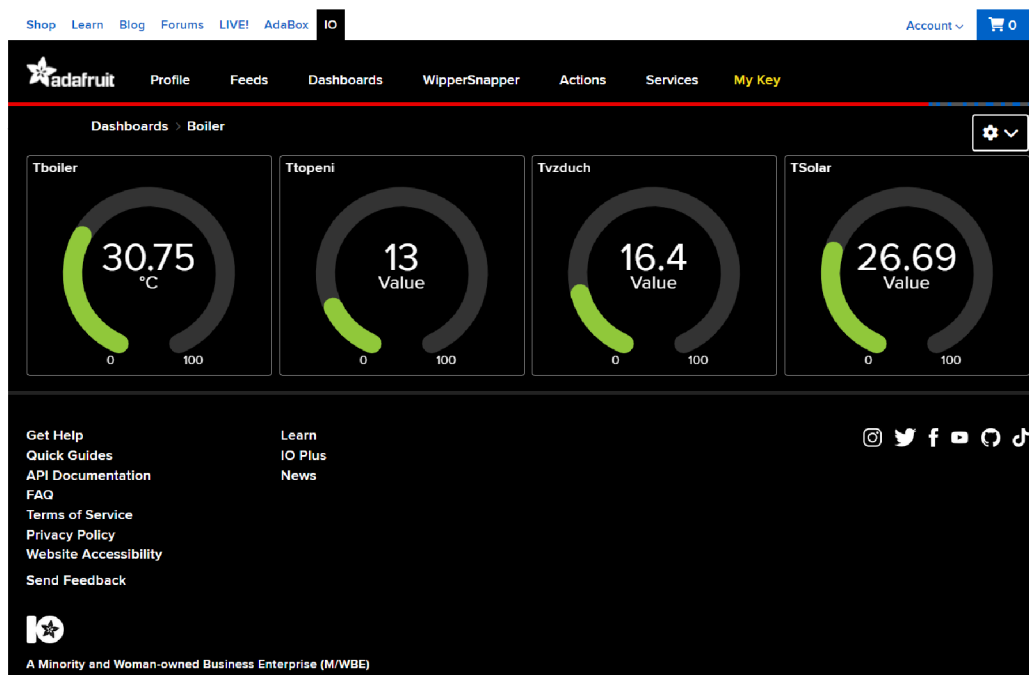 Shop Learn Blog Forums LIVE! AdaBox IO Account 0
adafruit Profile Feeds Dashboards WipperSnapper Actions Services My Key
Dashboards > Boiler
Tboiler Ttopeni Tvzduch TSolar
30.75 13 16.4 26.69
°C Value Value Value
0 100 0 100 0 100 0 100
Get Help Learn
Quick Guides IO Plus
API Documentation News
FAQ
Terms of Service
Privacy Policy
Website Accessibility
Send Feedback
IO
A Minority and Woman-owned Business Enterprise (M/WBE)